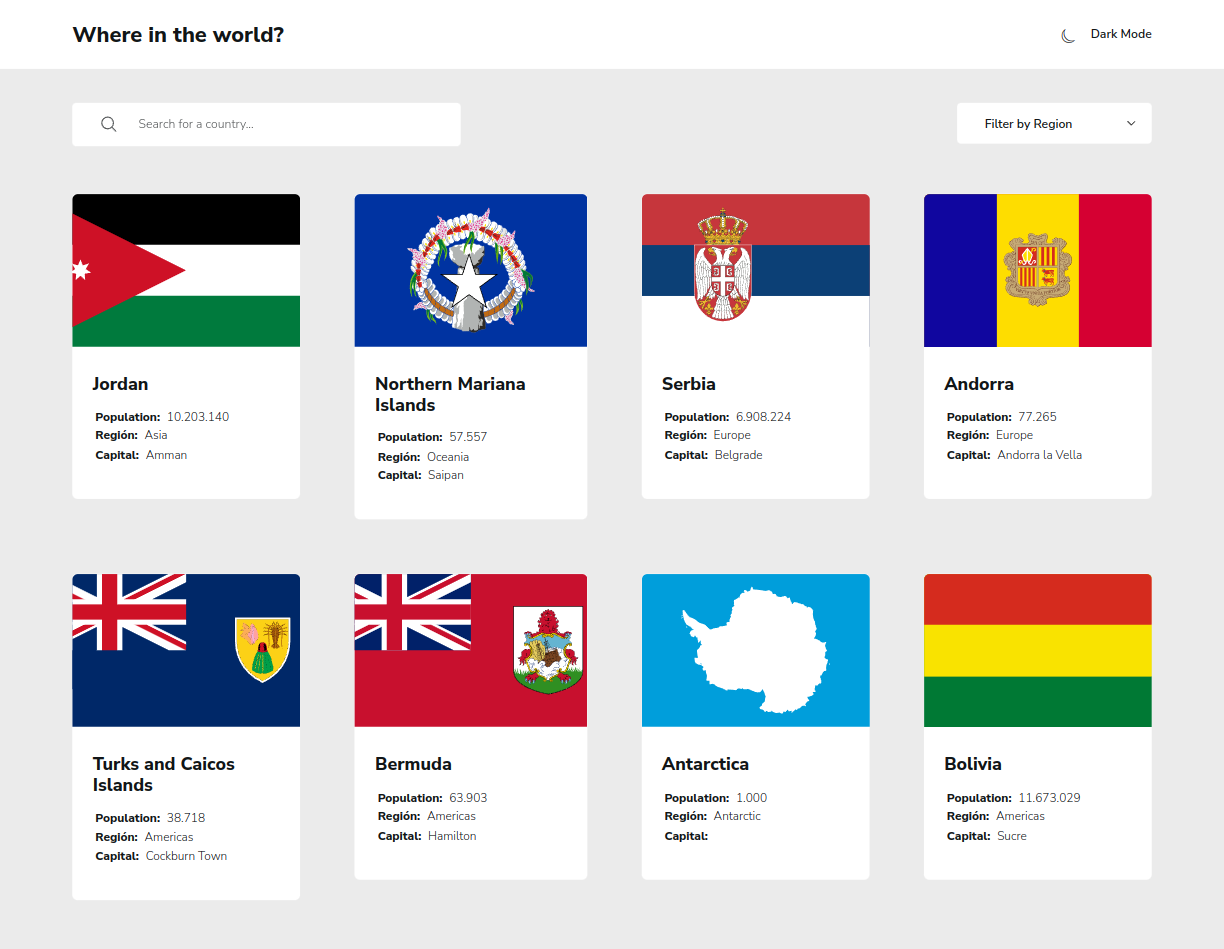 Where in the world?
Dark Mode
Search for a country...
Filter by Region
Jordan
Population: 10.203.140
Región: Asia
Capital: Amman
Northern Mariana
Islands
Population: 57.557
Región: Oceania
Capital: Saipan
Serbia
Population: 6.908.224
Región: Europe
Capital: Belgrade
Andorra
Population: 77.265
Región: Europe
Capital: Andorra la Vella
Turks and Caicos
Islands
Population: 38.718
Región: Americas
Capital: Cockburn Town
Bermuda
Population: 63.903
Región: Americas
Capital: Hamilton
Antarctica
Population: 1.000
Región: Antarctic
Capital:
Bolivia
Population: 11.673.029
Región: Americas
Capital: Sucre